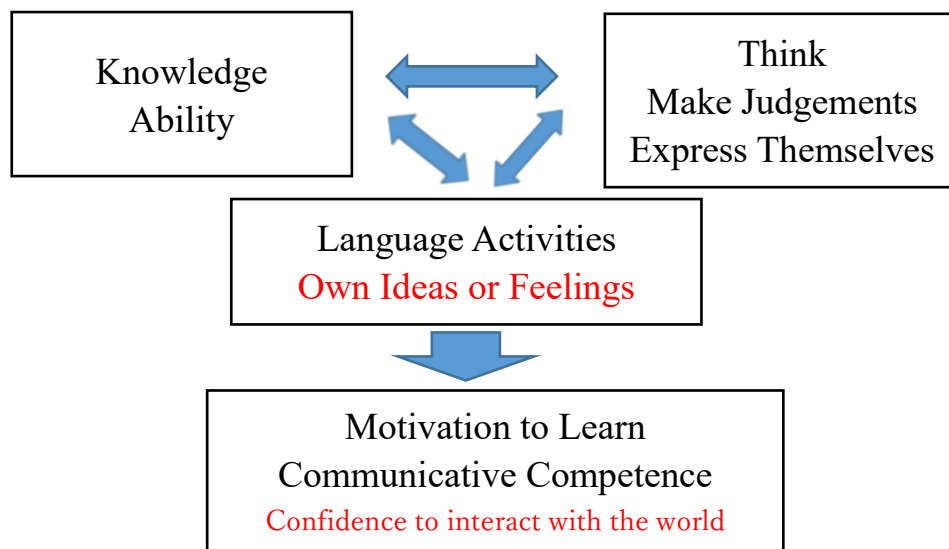 Knowledge
Ability
Think
Make Judgements
Express Themselves
Language Activities
Own Ideas or Feelings
Motivation to Learn
Communicative Competence
Confidence to interact with the world